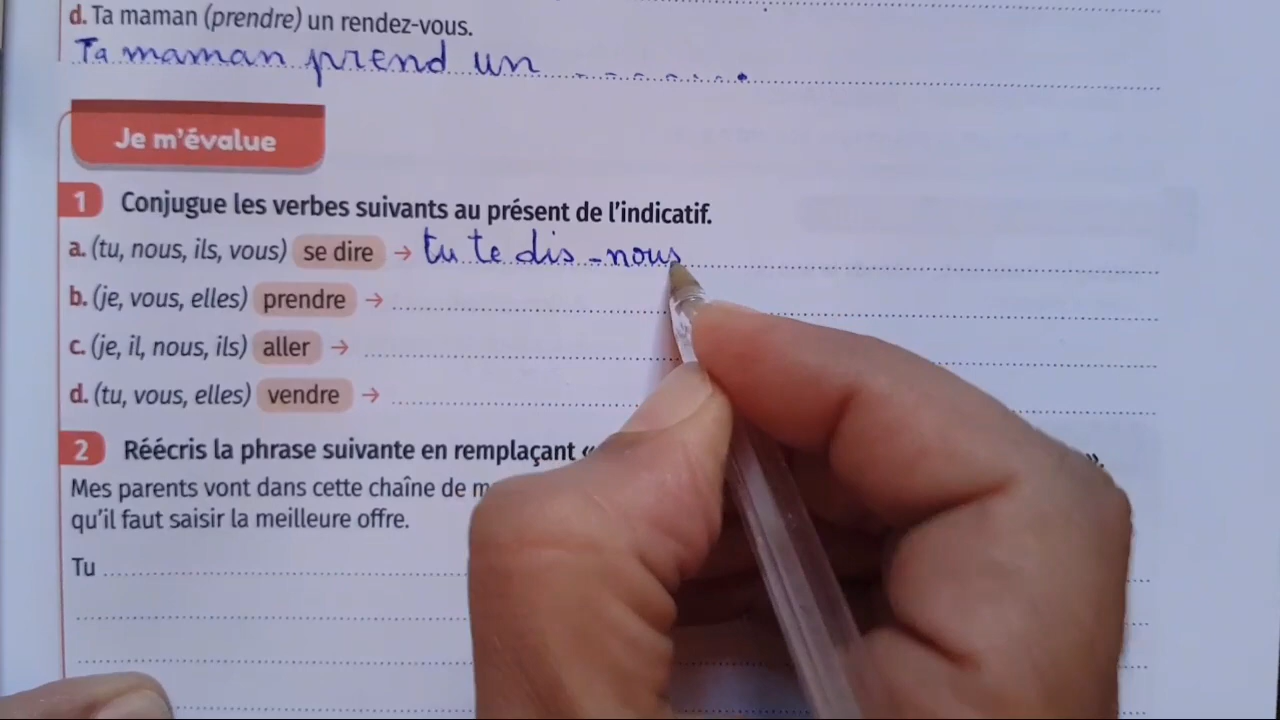 d. Ta maman (prendre) un rendez-vous.
Ta maman prend un
Je m'évalue
1 Conjugue les verbes suivants au présent de l'indicatif.
a. (tu, nous, ils, vous) se dire → tu te dis - nous
b. (je, vous, elles) prendre →
c. (je, il, nous, ils) aller →
d. (tu, vous, elles) vendre →
2 Réécris la phrase suivante en remplaçant « ».
Mes parents vont dans cette chaîne de
qu'il faut saisir la meilleure offre.
Tu